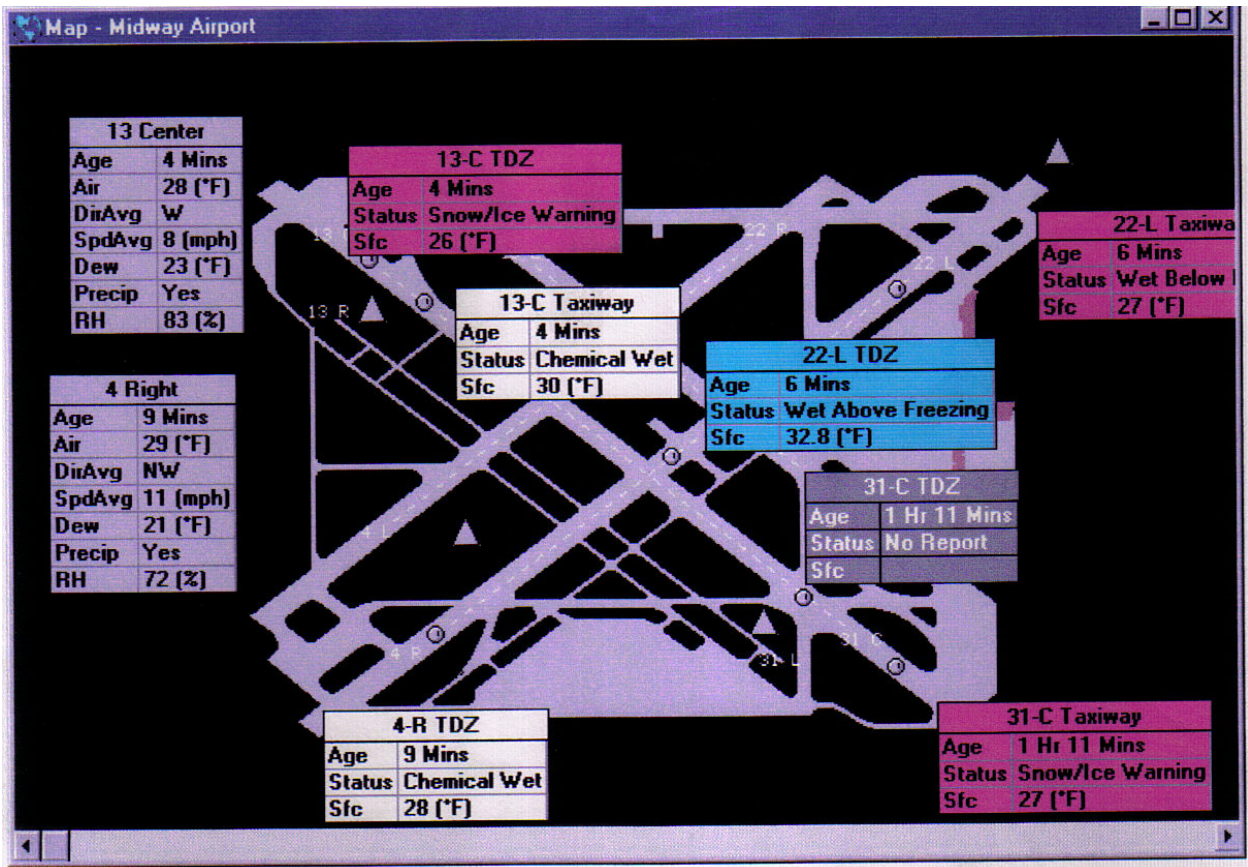 Map - Midway Airport
13 Center
Age 4 Mins
Air 28 (°F)
DirAvg W
SpdAvg 8 (mph)
Dew 23 (°F)
Precip Yes
RH 83 (%)
13-C TDZ
Age 4 Mins
Status Snow/Ice Warning
Sfc 26 (°F)
22-L Taxiwa
Age 6 Mins
Status Wet Below
Sfc 27 (°F)
13
22 R
22 L
13 R
13-C Taxiway
Age 4 Mins
Status Chemical Wet
Sfc 30 (°F)
22-L TDZ
Age 6 Mins
Status Wet Above Freezing
Sfc 32.8 (°F)
4 Right
Age 9 Mins
Air 29 (°F)
DirAvg NW
SpdAvg 11 (mph)
Dew 21 (°F)
Precip Yes
RH 72 (%)
31-C TDZ
Age 1 Hr 11 Mins
Status No Report
Sfc
4 L
4 R
31 L
31 C
4-R TDZ
Age 9 Mins
Status Chemical Wet
Sfc 28 (°F)
31-C Taxiway
Age 1 Hr 11 Mins
Status Snow/Ice Warning
Sfc 27 (°F)